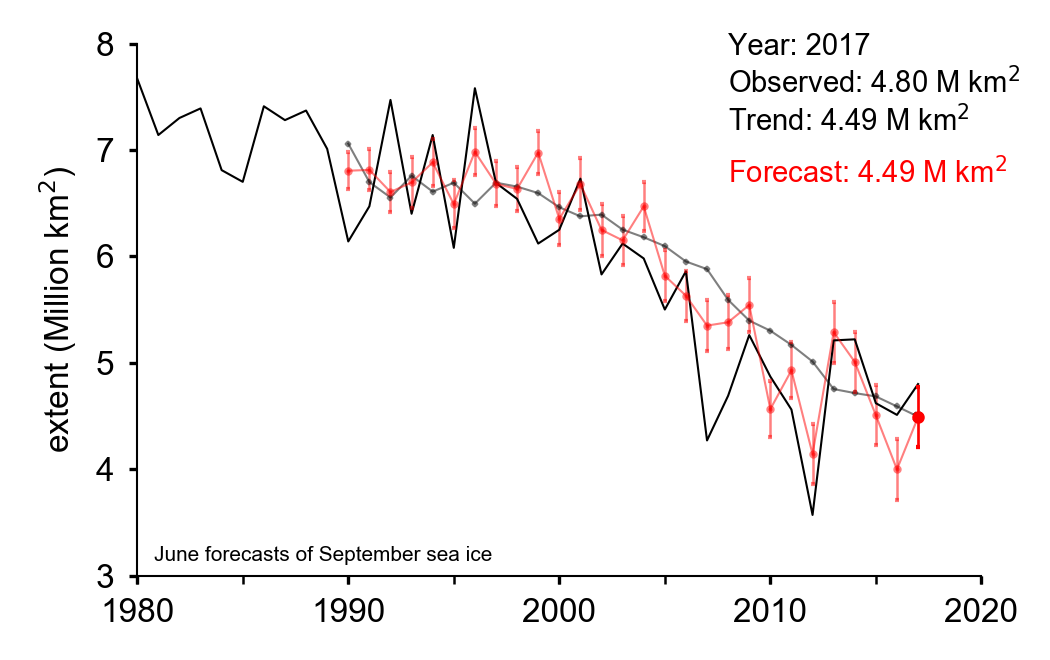 Year: 2017
Observed: 4.80 M km²
Trend: 4.49 M km²
Forecast: 4.49 M km²
8
7
6
5
4
3
extent (Million km²)
June forecasts of September sea ice
1980 1990 2000 2010 2020